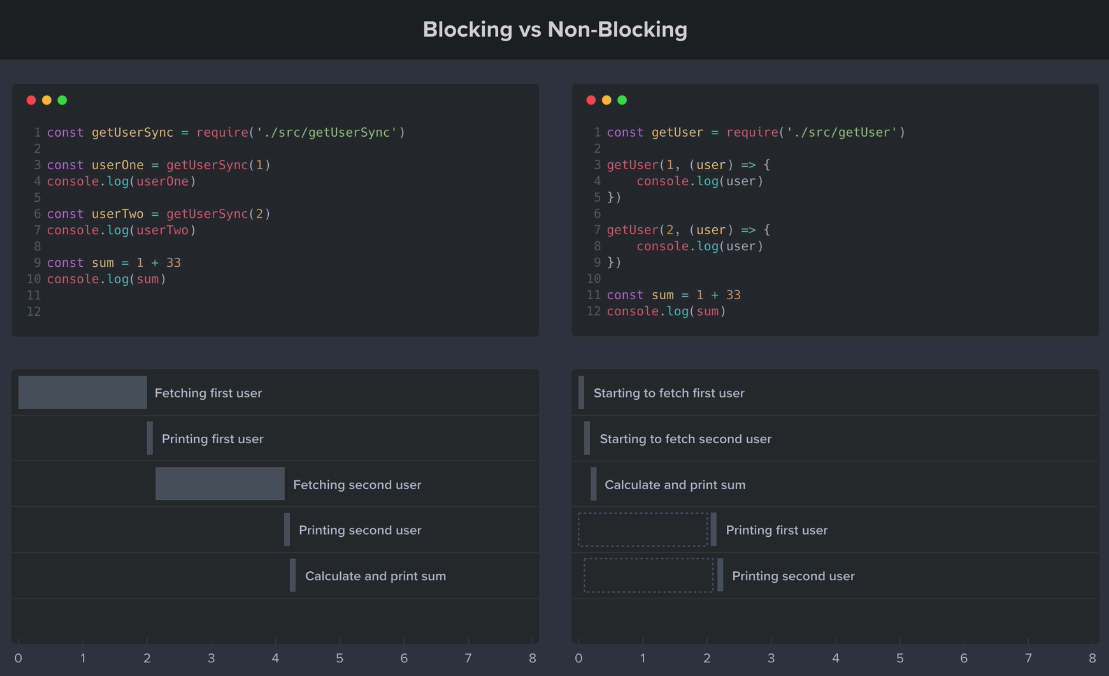 Blocking vs Non-Blocking
1 const getUserSync = require('./src/getUserSync')
2
3 const userOne = getUserSync(1)
4 console.log(userOne)
5
6 const userTwo = getUserSync(2)
7 console.log(userTwo)
8
9 const sum = 1 + 33
10 console.log(sum)
11
12
1 const getUser = require('./src/getUser')
2
3 getUser(1, (user) => {
4     console.log(user)
5 })
6
7 getUser(2, (user) => {
8     console.log(user)
9 })
10
11 const sum = 1 + 33
12 console.log(sum)
Fetching first user
Printing first user
Fetching second user
Printing second user
Calculate and print sum
0 1 2 3 4 5 6 7 8
Starting to fetch first user
Starting to fetch second user
Calculate and print sum
Printing first user
Printing second user
0 1 2 3 4 5 6 7 8